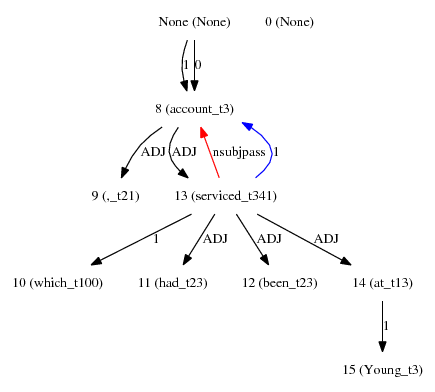 None (None) 0 (None)
1 0
8 (account_t3)
ADJ ADJ nsubjpass 1
9 (,_t21) 13 (serviced_t341)
1 ADJ ADJ ADJ
10 (which_t100) 11 (had_t23) 12 (been_t23) 14 (at_t13)
1
15 (Young_t3)